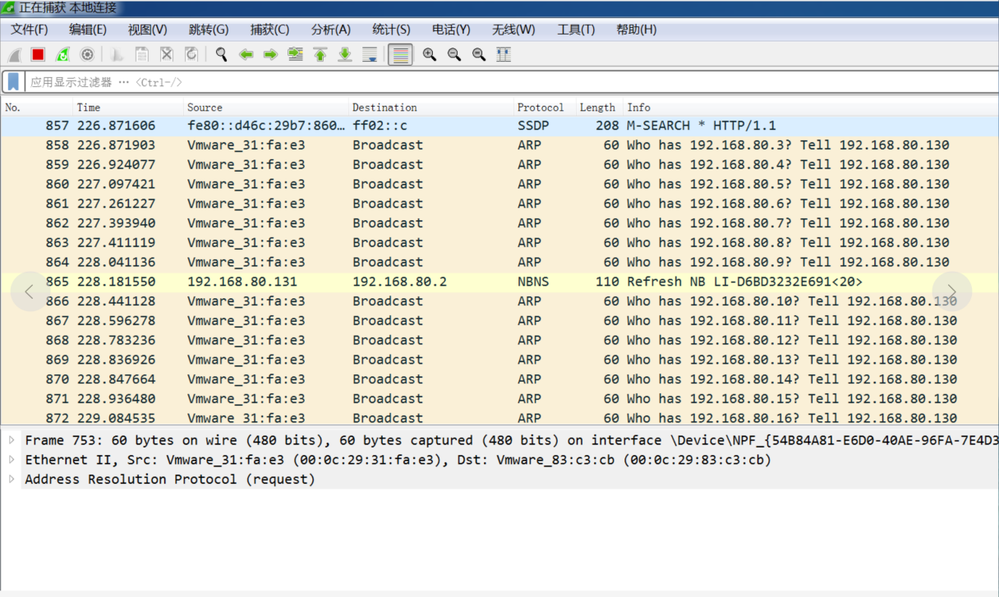 正在捕获 本地连接
文件(F) 编辑(E) 视图(V) 跳转(G) 捕获(C) 分析(A) 统计(S) 电话(Y) 无线(W) 工具(T) 帮助(H)
应用显示过滤器 … <Ctrl-/>
No. Time Source Destination Protocol Length Info
857 226.871606 fe80::d46c:29b7:860… ff02::c SSDP 208 M-SEARCH * HTTP/1.1
858 226.871903 Vmware_31:fa:e3 Broadcast ARP 60 Who has 192.168.80.3? Tell 192.168.80.130
859 226.924077 Vmware_31:fa:e3 Broadcast ARP 60 Who has 192.168.80.4? Tell 192.168.80.130
860 227.097421 Vmware_31:fa:e3 Broadcast ARP 60 Who has 192.168.80.5? Tell 192.168.80.130
861 227.261227 Vmware_31:fa:e3 Broadcast ARP 60 Who has 192.168.80.6? Tell 192.168.80.130
862 227.393940 Vmware_31:fa:e3 Broadcast ARP 60 Who has 192.168.80.7? Tell 192.168.80.130
863 227.411119 Vmware_31:fa:e3 Broadcast ARP 60 Who has 192.168.80.8? Tell 192.168.80.130
864 228.041136 Vmware_31:fa:e3 Broadcast ARP 60 Who has 192.168.80.9? Tell 192.168.80.130
865 228.181550 192.168.80.131 192.168.80.2 NBNS 110 Refresh NB LI-D6BD3232E691<20>
866 228.441128 Vmware_31:fa:e3 Broadcast ARP 60 Who has 192.168.80.10? Tell 192.168.80.130
867 228.596278 Vmware_31:fa:e3 Broadcast ARP 60 Who has 192.168.80.11? Tell 192.168.80.130
868 228.783236 Vmware_31:fa:e3 Broadcast ARP 60 Who has 192.168.80.12? Tell 192.168.80.130
869 228.836926 Vmware_31:fa:e3 Broadcast ARP 60 Who has 192.168.80.13? Tell 192.168.80.130
870 228.847664 Vmware_31:fa:e3 Broadcast ARP 60 Who has 192.168.80.14? Tell 192.168.80.130
871 228.936480 Vmware_31:fa:e3 Broadcast ARP 60 Who has 192.168.80.15? Tell 192.168.80.130
872 229.084535 Vmware_31:fa:e3 Broadcast ARP 60 Who has 192.168.80.16? Tell 192.168.80.130
Frame 753: 60 bytes on wire (480 bits), 60 bytes captured (480 bits) on interface \Device\NPF_{54B84A81-E6D0-40AE-96FA-7E4D3
Ethernet II, Src: Vmware_31:fa:e3 (00:0c:29:31:fa:e3), Dst: Vmware_83:c3:cb (00:0c:29:83:c3:cb)
Address Resolution Protocol (request)